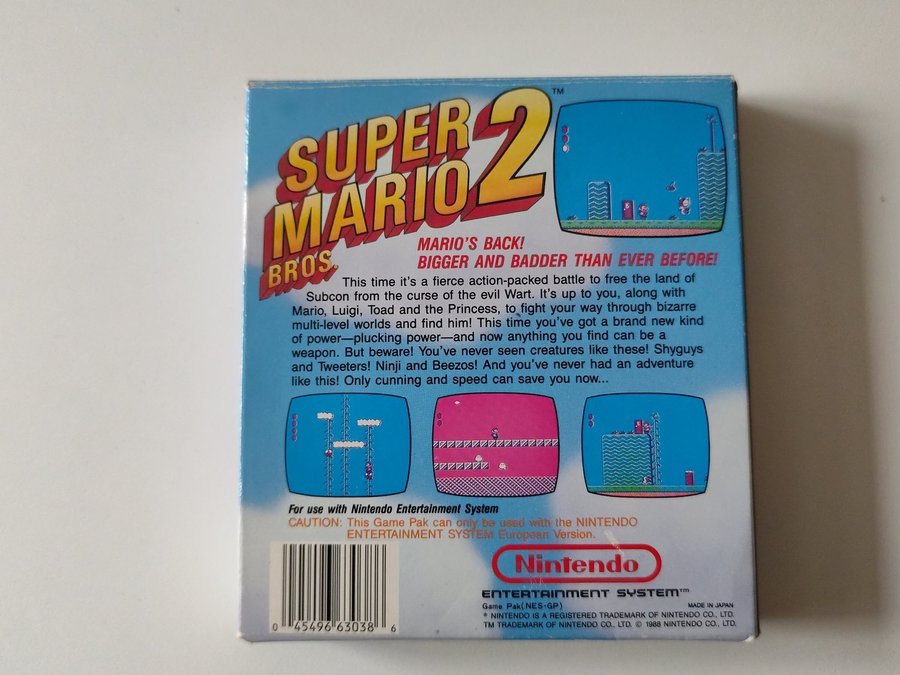 SUPER
MARIO 2 ™
BROS.
MARIO'S BACK!
BIGGER AND BADDER THAN EVER BEFORE!
This time it's a fierce action-packed battle to free the land of
Subcon from the curse of the evil Wart. It's up to you, along with
Mario, Luigi, Toad and the Princess, to fight your way through bizarre
multi-level worlds and find him! This time you've got a brand new kind
of power—plucking power—and now anything you find can be a
weapon. But beware! You've never seen creatures like these! Shyguys
and Tweeters! Ninji and Beezos! And you've never had an adventure
like this! Only cunning and speed can save you now...
For use with Nintendo Entertainment System
CAUTION: This Game Pak can only be used with the NINTENDO
ENTERTAINMENT SYSTEM European Version.
Nintendo
ENTERTAINMENT SYSTEM™
Game Pak(NES-GP)
MADE IN JAPAN
* NINTENDO IS A REGISTERED TRADEMARK OF NINTENDO CO., LTD.
TM TRADEMARK OF NINTENDO CO., LTD. © 1988 NINTENDO CO., LTD.
0 45496 63038 6